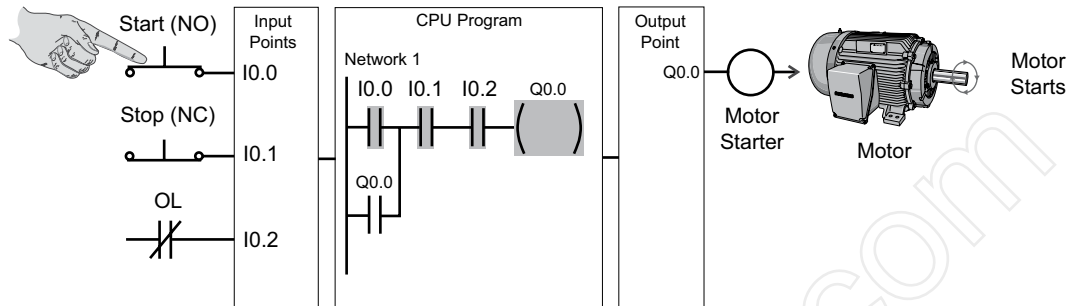 Start (NO)
I0.0
Stop (NC)
I0.1
OL
I0.2
Input
Points
CPU Program
Network 1
I0.0 I0.1 I0.2 Q0.0
Q0.0
Output
Point
Q0.0
Motor
Starter
Motor
Motor
Starts
com